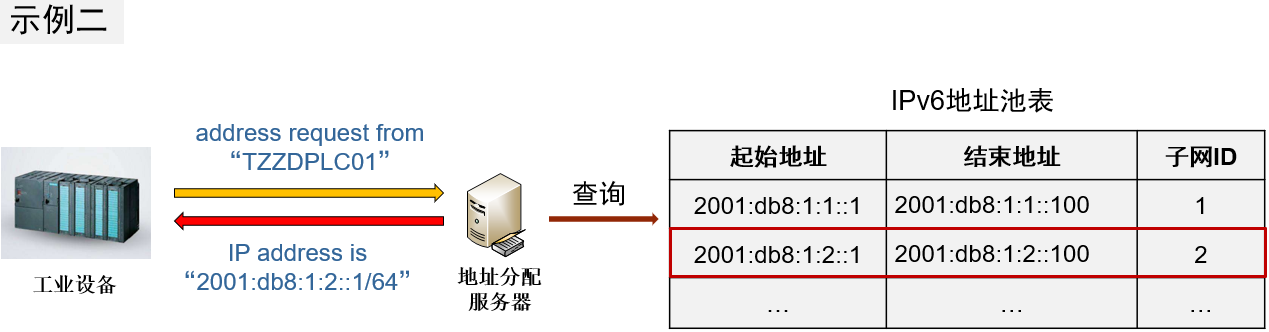 示例二
address request from
“TZZDPLC01”
IP address is
“2001:db8:1:2::1/64”
工业设备
地址分配
服务器
查询
IPv6地址池表
起始地址 结束地址 子网ID
2001:db8:1:1::1 2001:db8:1:1::100 1
2001:db8:1:2::1 2001:db8:1:2::100 2
… … …